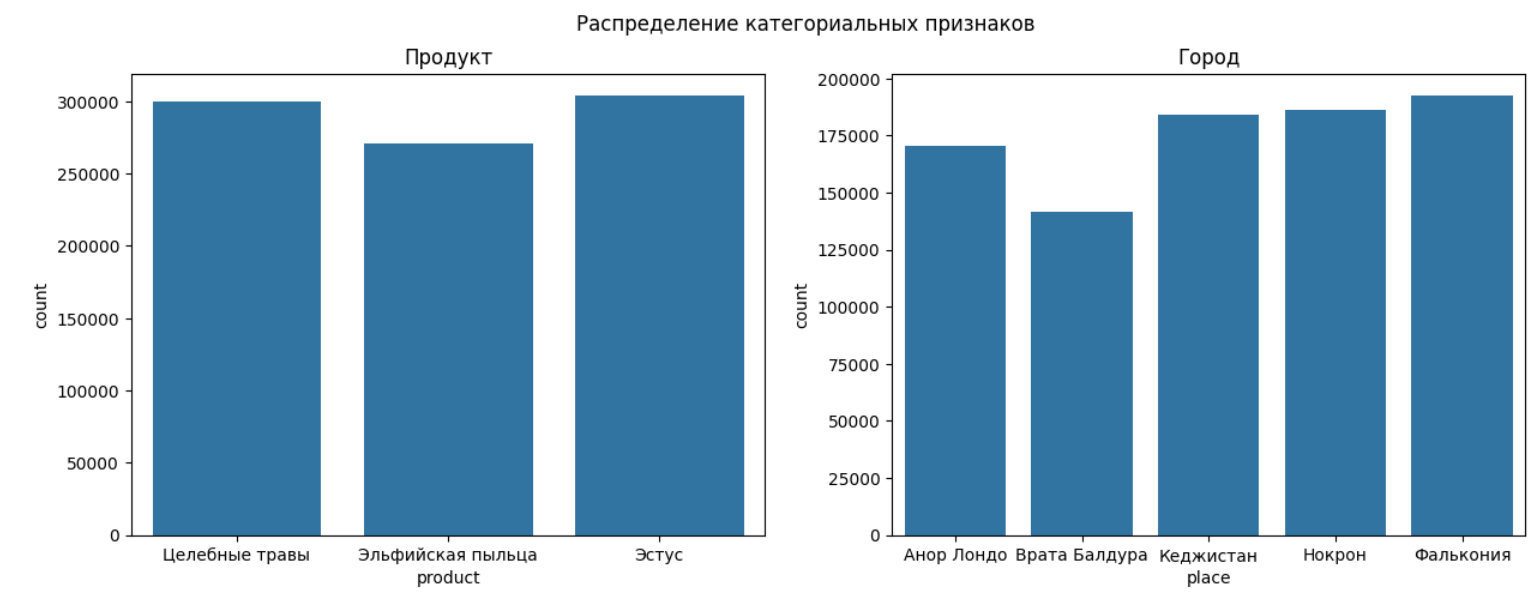 Распределение категориальных признаков
Продукт
300000
250000
200000
150000
100000
50000
0
count
Целебные травы Эльфийская пыльца Эстус
product
Город
200000
175000
150000
125000
100000
75000
50000
25000
0
count
Анор Лондо Врата Балдура Кеджистан Нокрон Фалькония
place